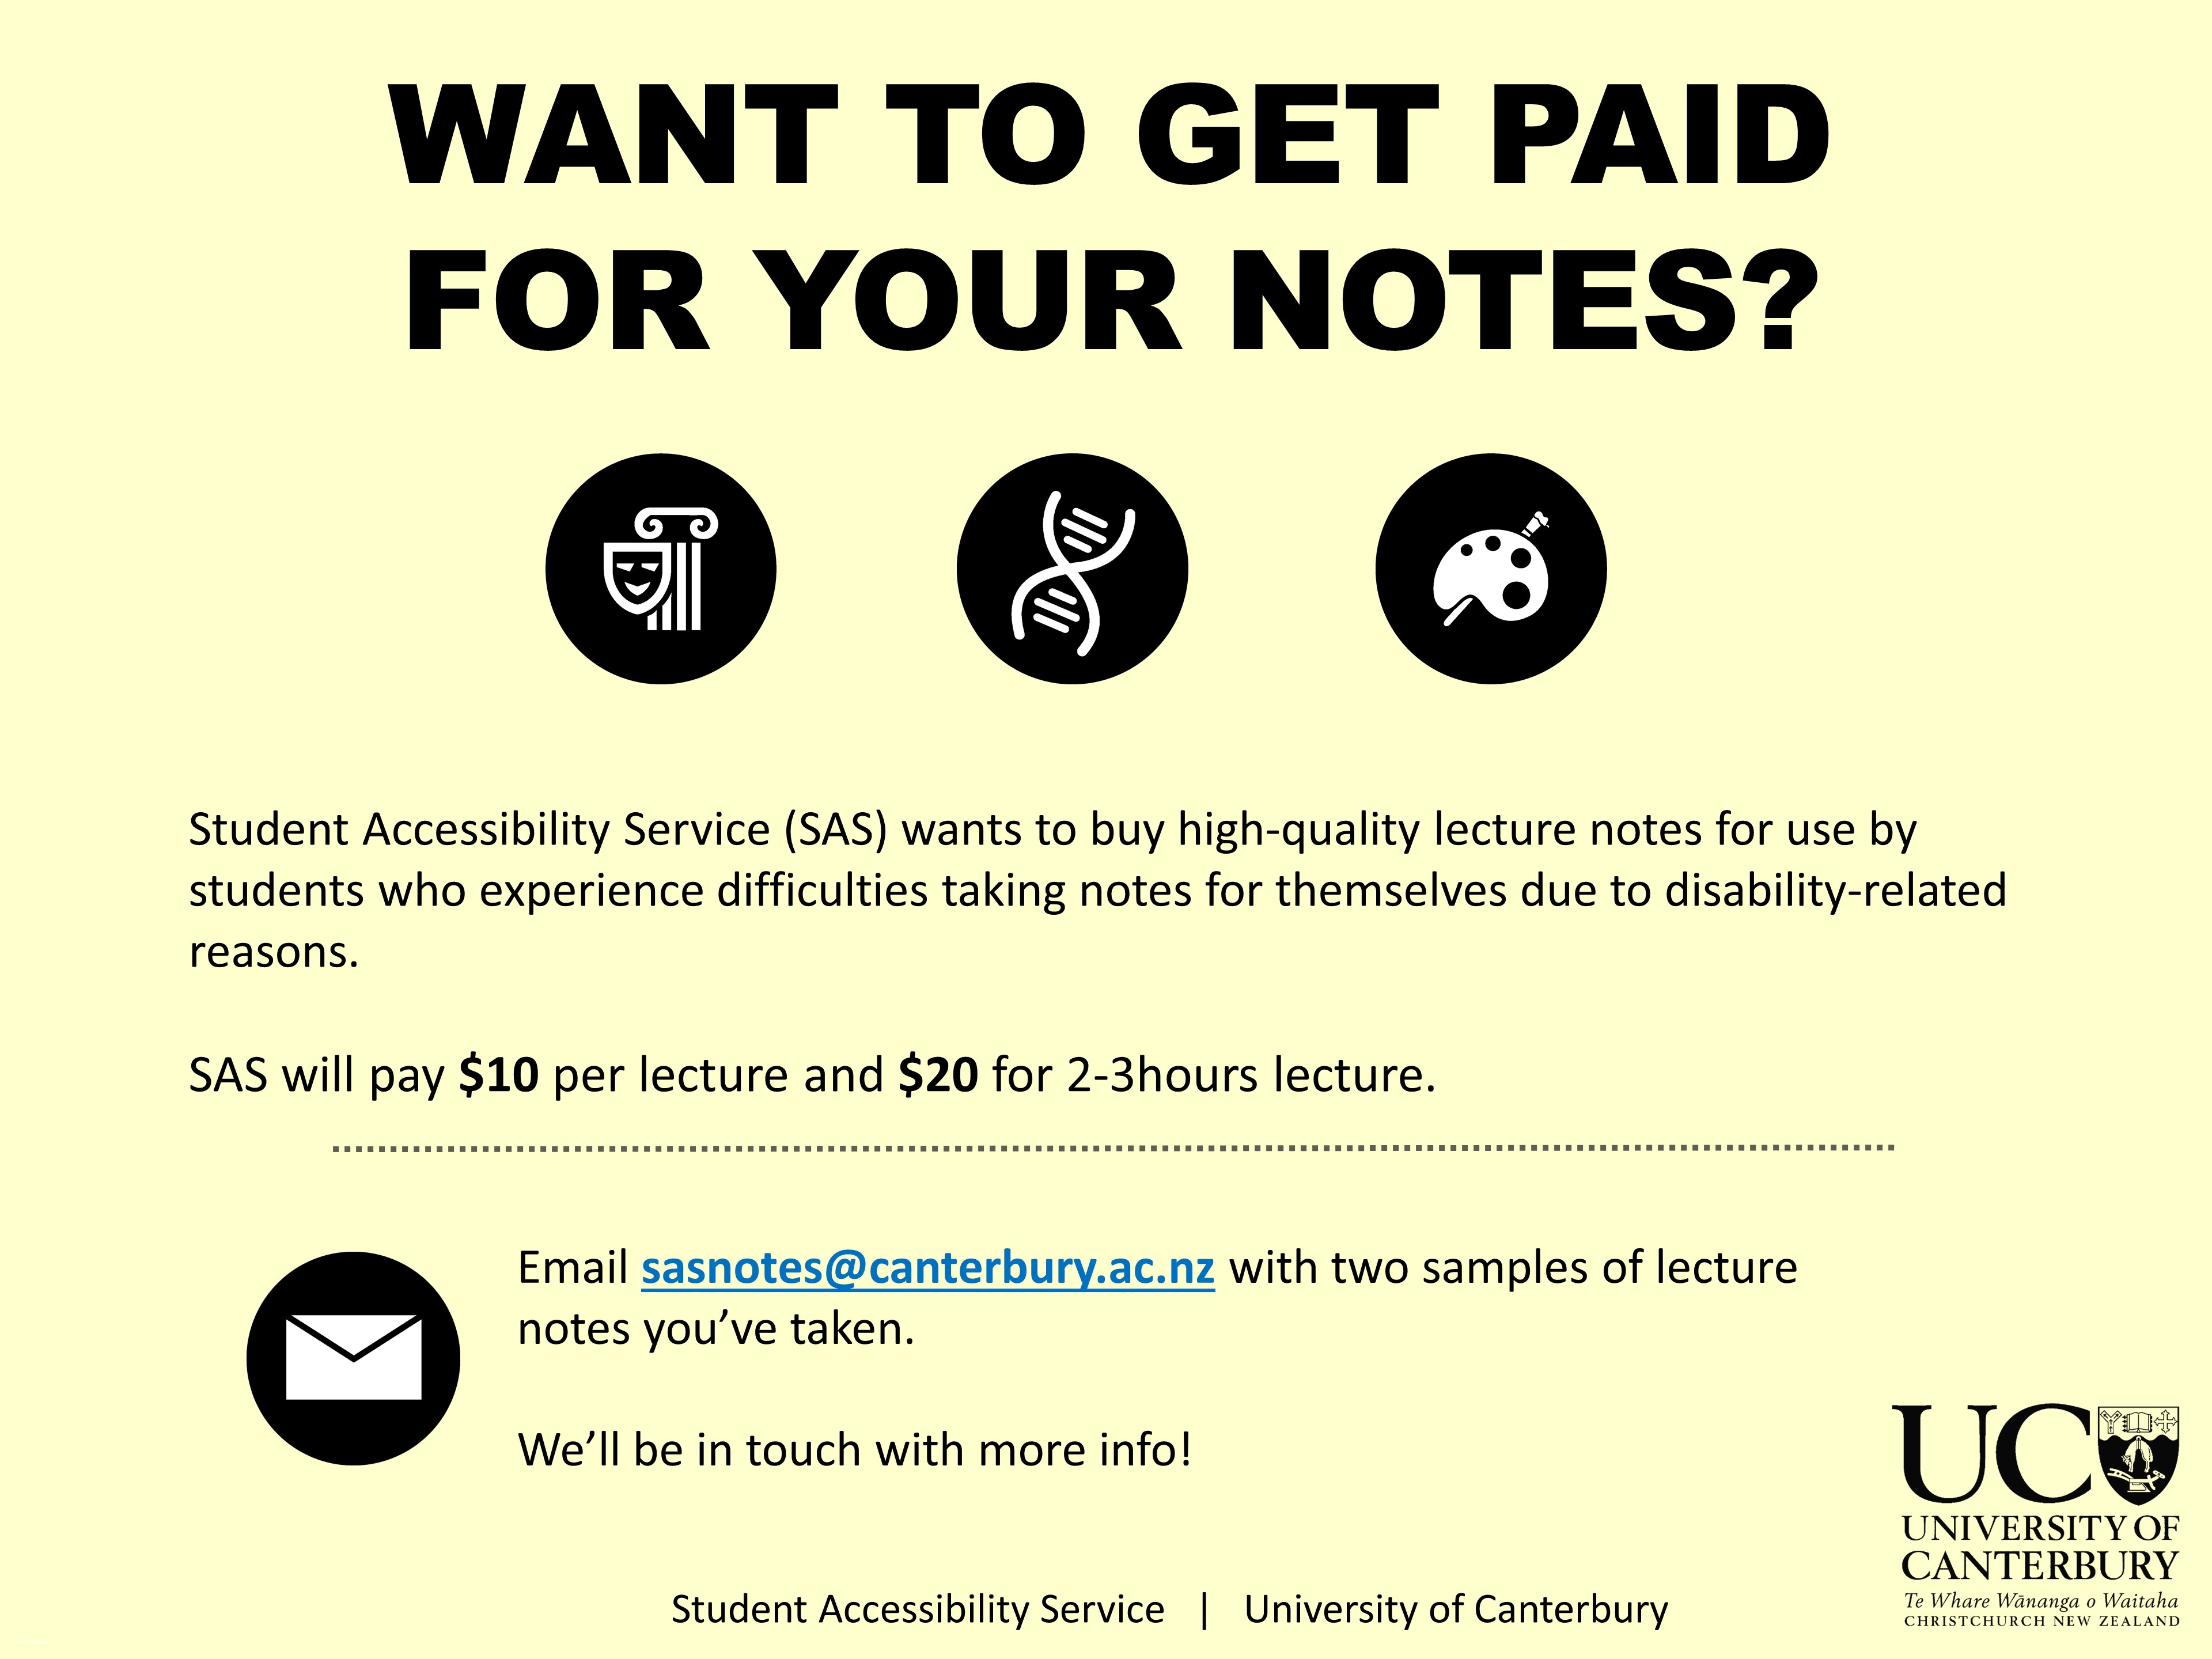 WANT TO GET PAID
FOR YOUR NOTES?
Student Accessibility Service (SAS) wants to buy high-quality lecture notes for use by
students who experience difficulties taking notes for themselves due to disability-related
reasons.
SAS will pay $10 per lecture and $20 for 2-3hours lecture.
Email sasnotes@canterbury.ac.nz with two samples of lecture
notes you’ve taken.
We’ll be in touch with more info!
UC
UNIVERSITY OF
CANTERBURY
Te Whare Wānanga o Waitaha
CHRISTCHURCH NEW ZEALAND
Student Accessibility Service | University of Canterbury